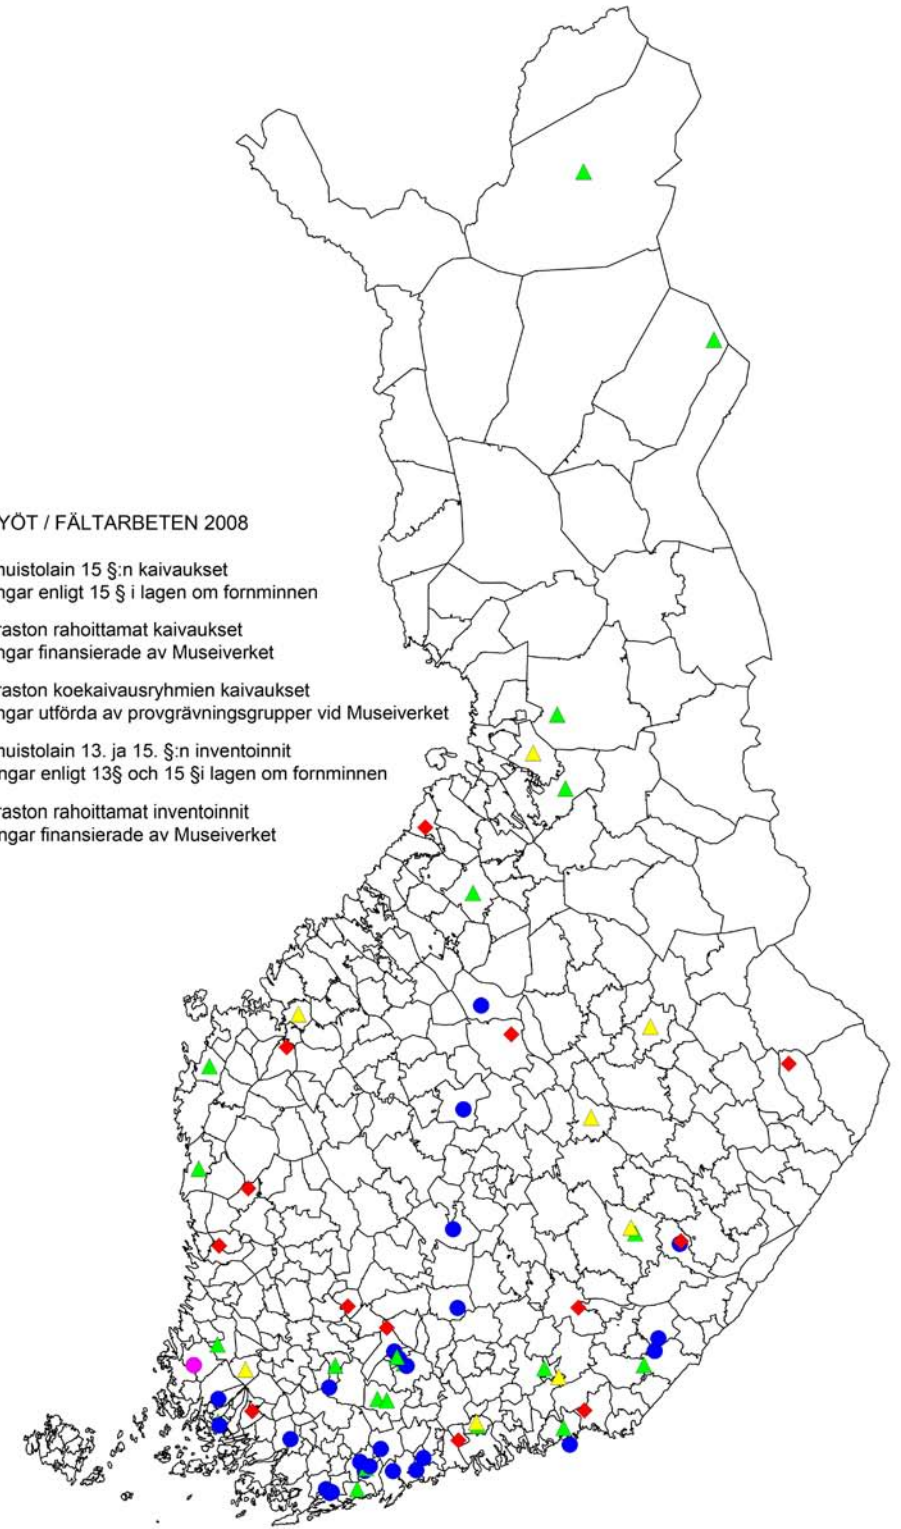 YÖT / FÄLTARBETEN 2008
muistolain 15 §:n kaivaukset
ngar enligt 15 § i lagen om fornminnen
raston rahoittamat kaivaukset
ngar finansierade av Museiverket
raston koekaivausryhmien kaivaukset
ngar utförda av provgrävningsgrupper vid Museiverket
muistolain 13. ja 15. §:n inventoinnit
ngar enligt 13§ och 15 §i lagen om fornminnen
raston rahoittamat inventoinnit
ngar finansierade av Museiverket